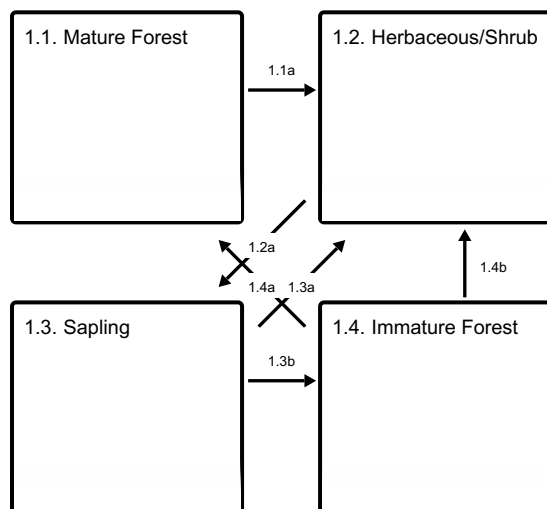 1.1. Mature Forest
1.2. Herbaceous/Shrub
1.1a
1.2a
1.4a
1.3a
1.4b
1.3. Sapling
1.4. Immature Forest
1.3b